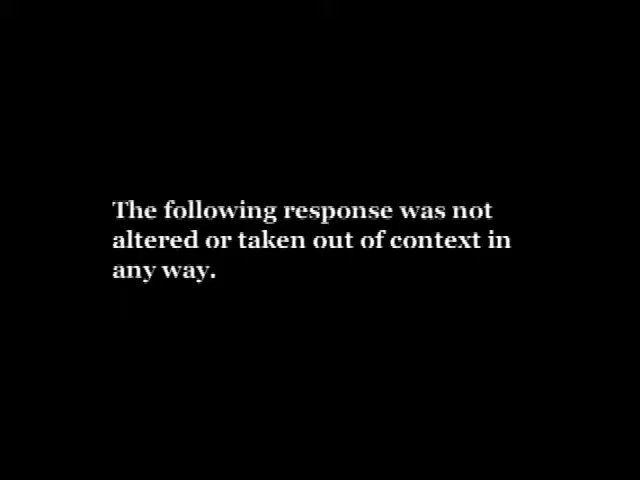 The following response was not
altered or taken out of context in
any way.